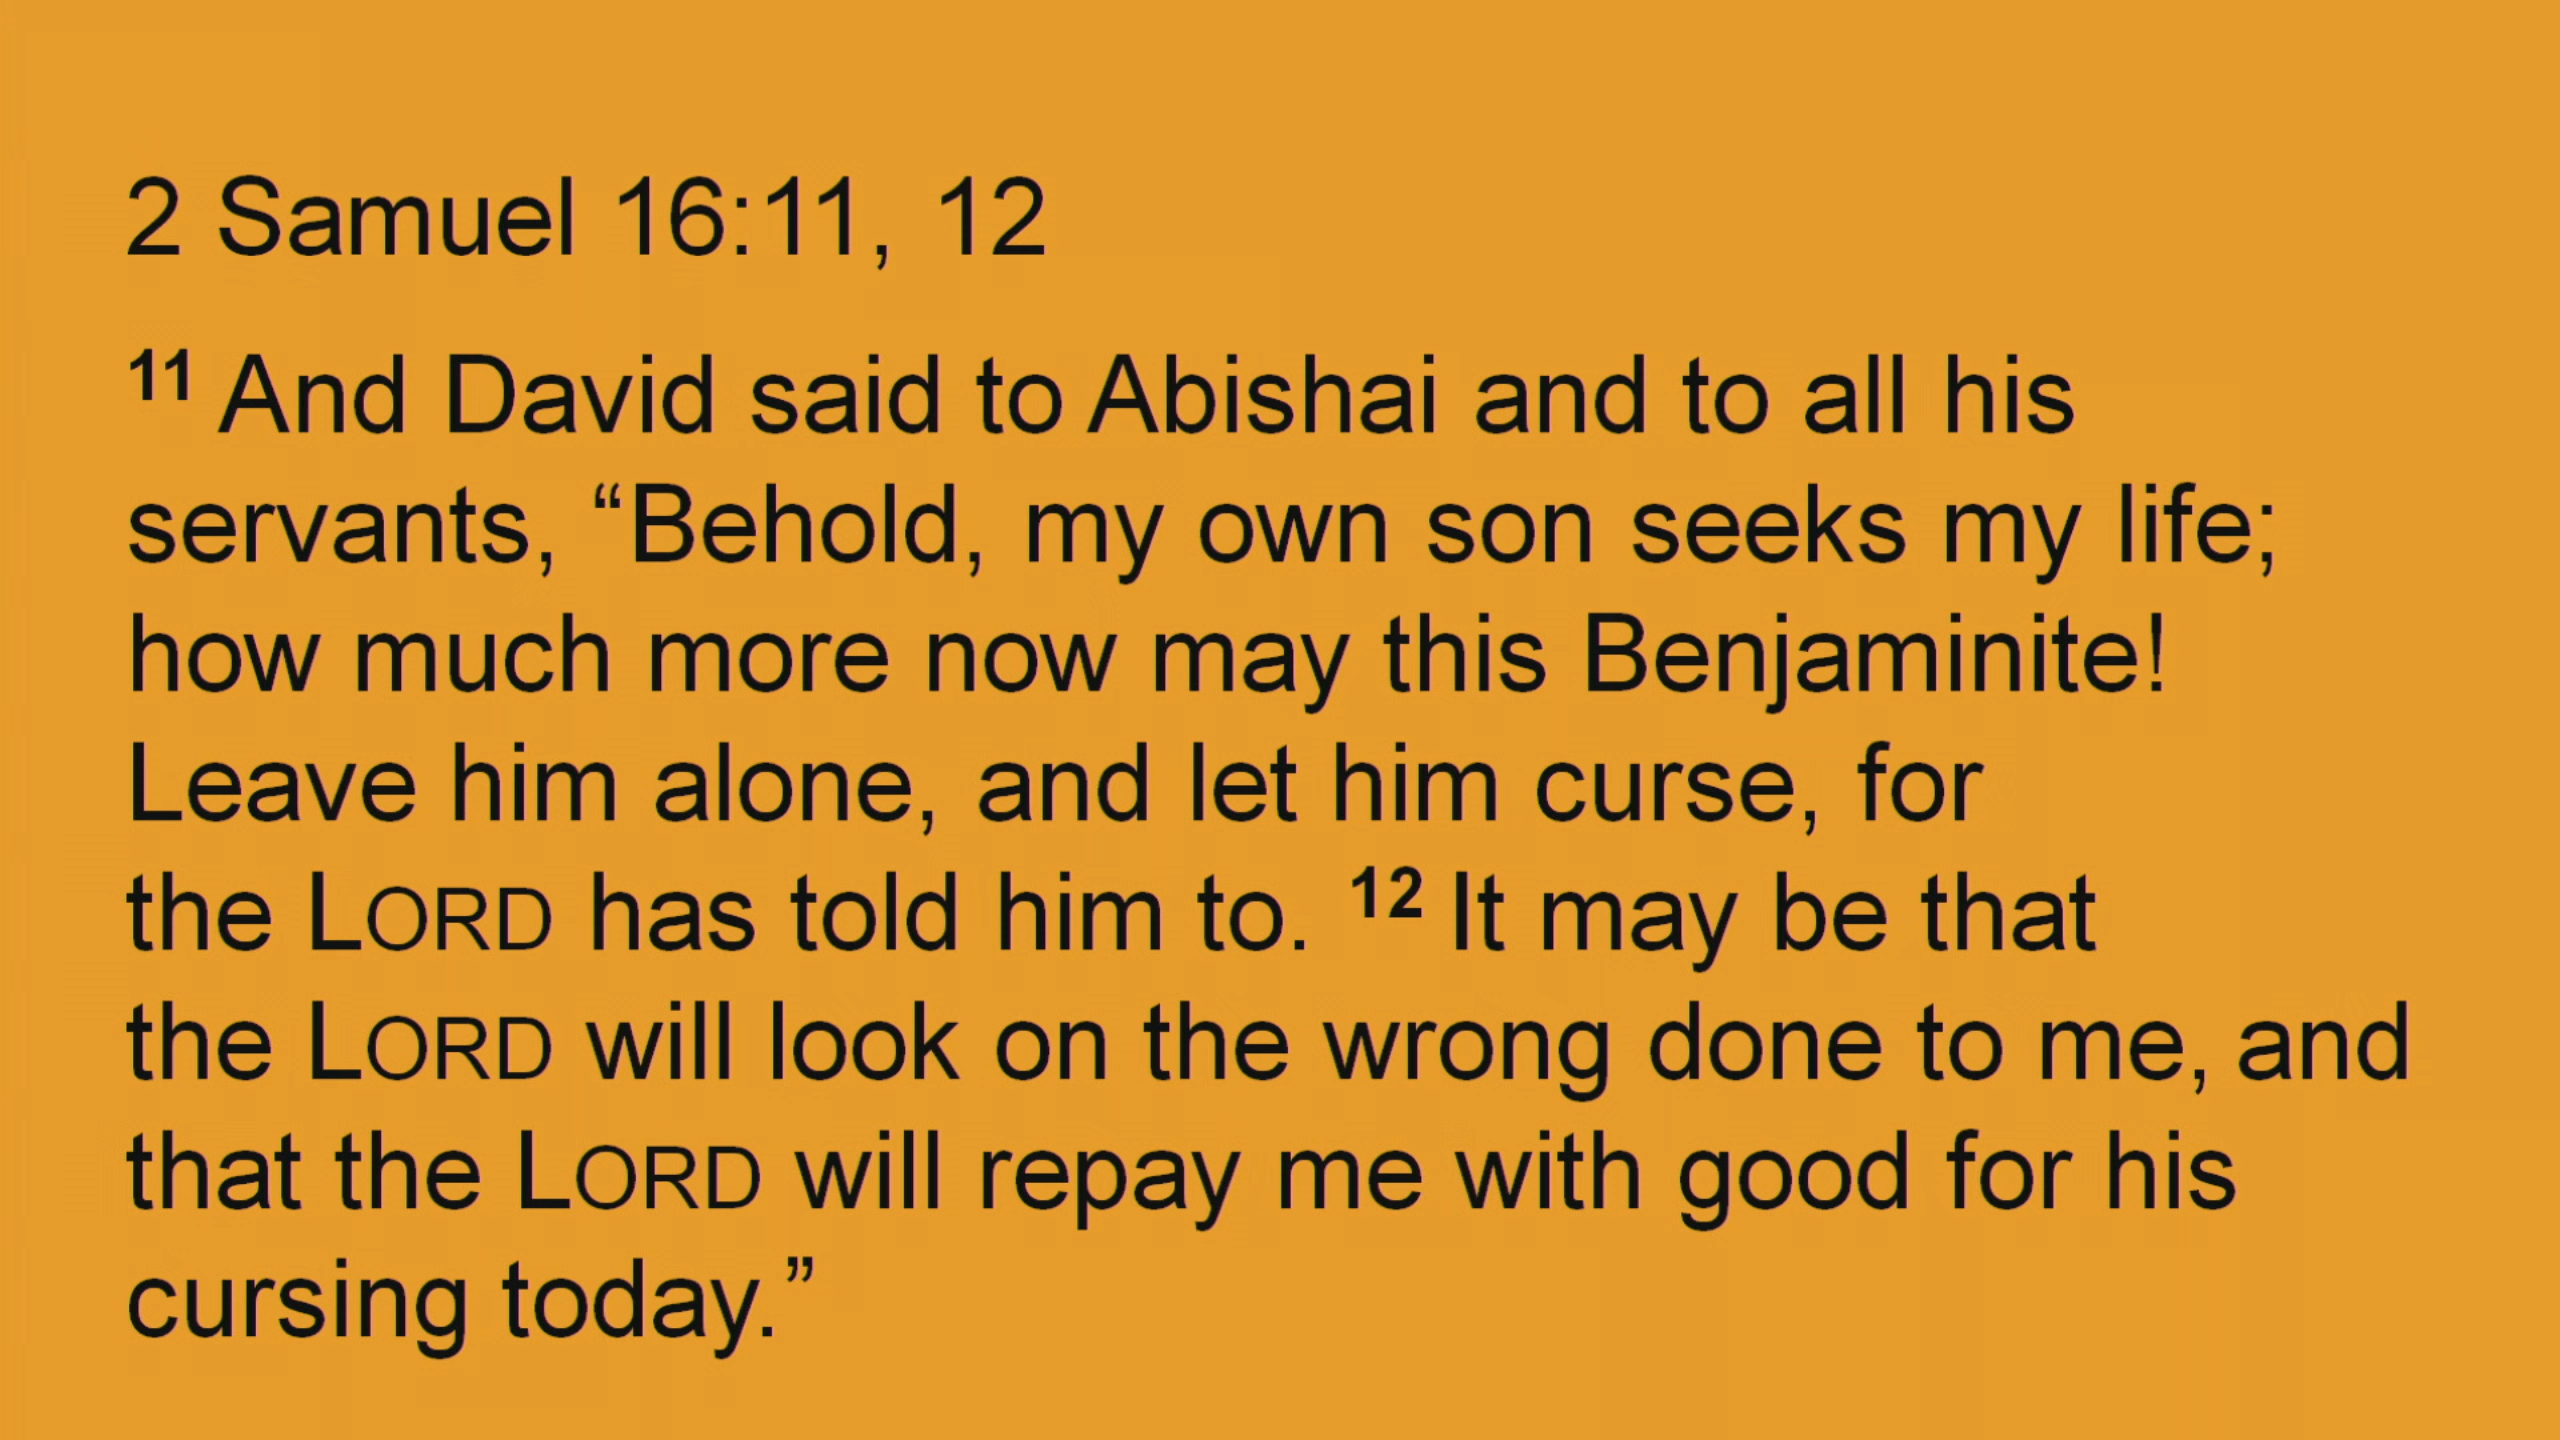 2 Samuel 16:11, 12
11 And David said to Abishai and to all his
servants, “Behold, my own son seeks my life;
how much more now may this Benjaminite!
Leave him alone, and let him curse, for
the LORD has told him to. 12 It may be that
the LORD will look on the wrong done to me, and
that the LORD will repay me with good for his
cursing today.”